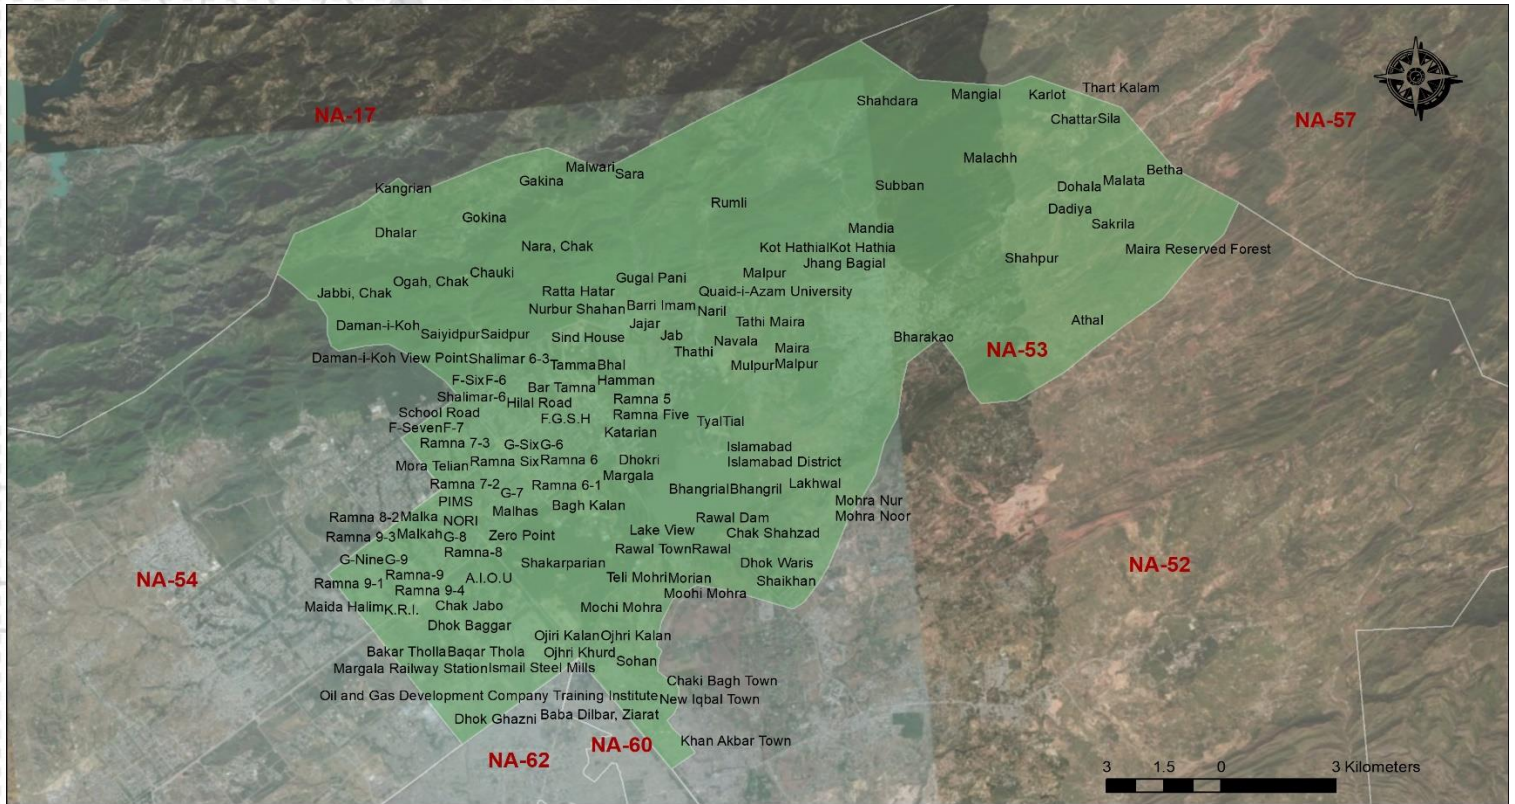 Shahdara
Mangial
Karlot
Thart Kalam
NA-17
ChattarSila
NA-57
Malachh
Malwari
Sara
Betha
Gakina
Malata
Kangrian
Subban
Dohala
Rumli
Dadiya
Gokina
Sakrila
Dhalar
Mandia
Nara, Chak
Kot HathialKot Hathia
Maira Reserved Forest
Shahpur
Jhang Bagial
Chauki
Malpur
Ogah, Chak
Gugal Pani
Jabbi, Chak
Ratta Hatar
Quaid-i-Azam University
Nurbur Shahan
Barri Imam
Naril
Daman-i-Koh
Jajar
Tathi Maira
Athal
SaiyidpurSaidpur
Sind House
Jab
Navala
Bharakao
Thathi
Maira
NA-53
Daman-i-Koh View Point
Shalimar 6-3
TammaBhal
MulpurMalpur
F-SixF-6
Bar Tamna
Hamman
Shalimar-6
Hilal Road
Ramna 5
School Road
F.G.S.H
Ramna Five
F-SevenF-7
TyalTial
Katarian
Ramna 7-3
G-SixG-6
Islamabad
Mora Telian
Ramna Six
Ramna 6
Dhokri
Islamabad District
Margala
Ramna 7-2
G-7
Ramna 6-1
BhangrialBhangril
Lakhwal
PIMS
Malhas
Bagh Kalan
Mohra Nur
Ramna 8-2
Malka
NORI
Rawal Dam
Mohra Noor
Ramna 9-3
Malkah
G-8
Zero Point
Lake View
Chak Shahzad
Ramna-8
Rawal Town
Rawal
G-NineG-9
Shakarparian
Dhok Waris
NA-54
Ramna 9-1
Ramna-9
A.I.O.U
Teli Mohri
Morian
Shaikhan
NA-52
Ramna 9-4
Moohi Mohra
Maida Halim
K.R.I.
Chak Jabo
Mochi Mohra
Dhok Baggar
Ojiri Kalan
Ojhri Kalan
Bakar Tholla
Baqar Thola
Ojhri Khurd
Sohan
Margala Railway Station
Ismail Steel Mills
Chaki Bagh Town
Oil and Gas Development Company Training Institute
New Iqbal Town
Dhok Ghazni
Baba Dilbar, Ziarat
Khan Akbar Town
NA-60
NA-62
3 1.5 0 3 Kilometers